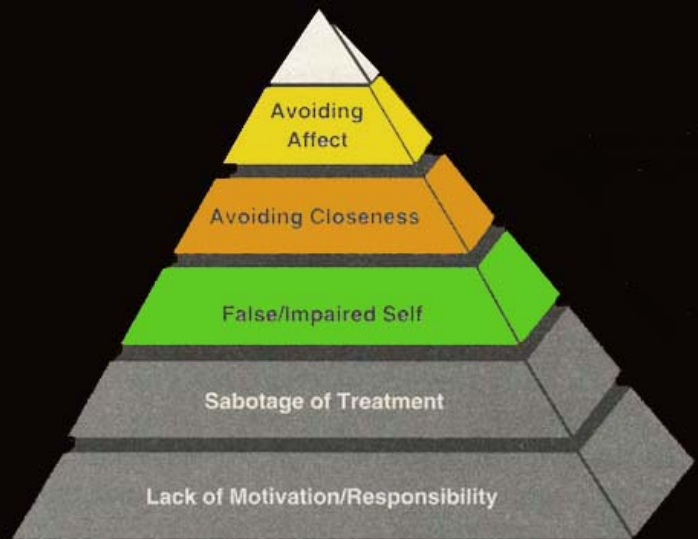 Avoiding
Affect
Avoiding Closeness
False/Impaired Self
Sabotage of Treatment
Lack of Motivation/Responsibility